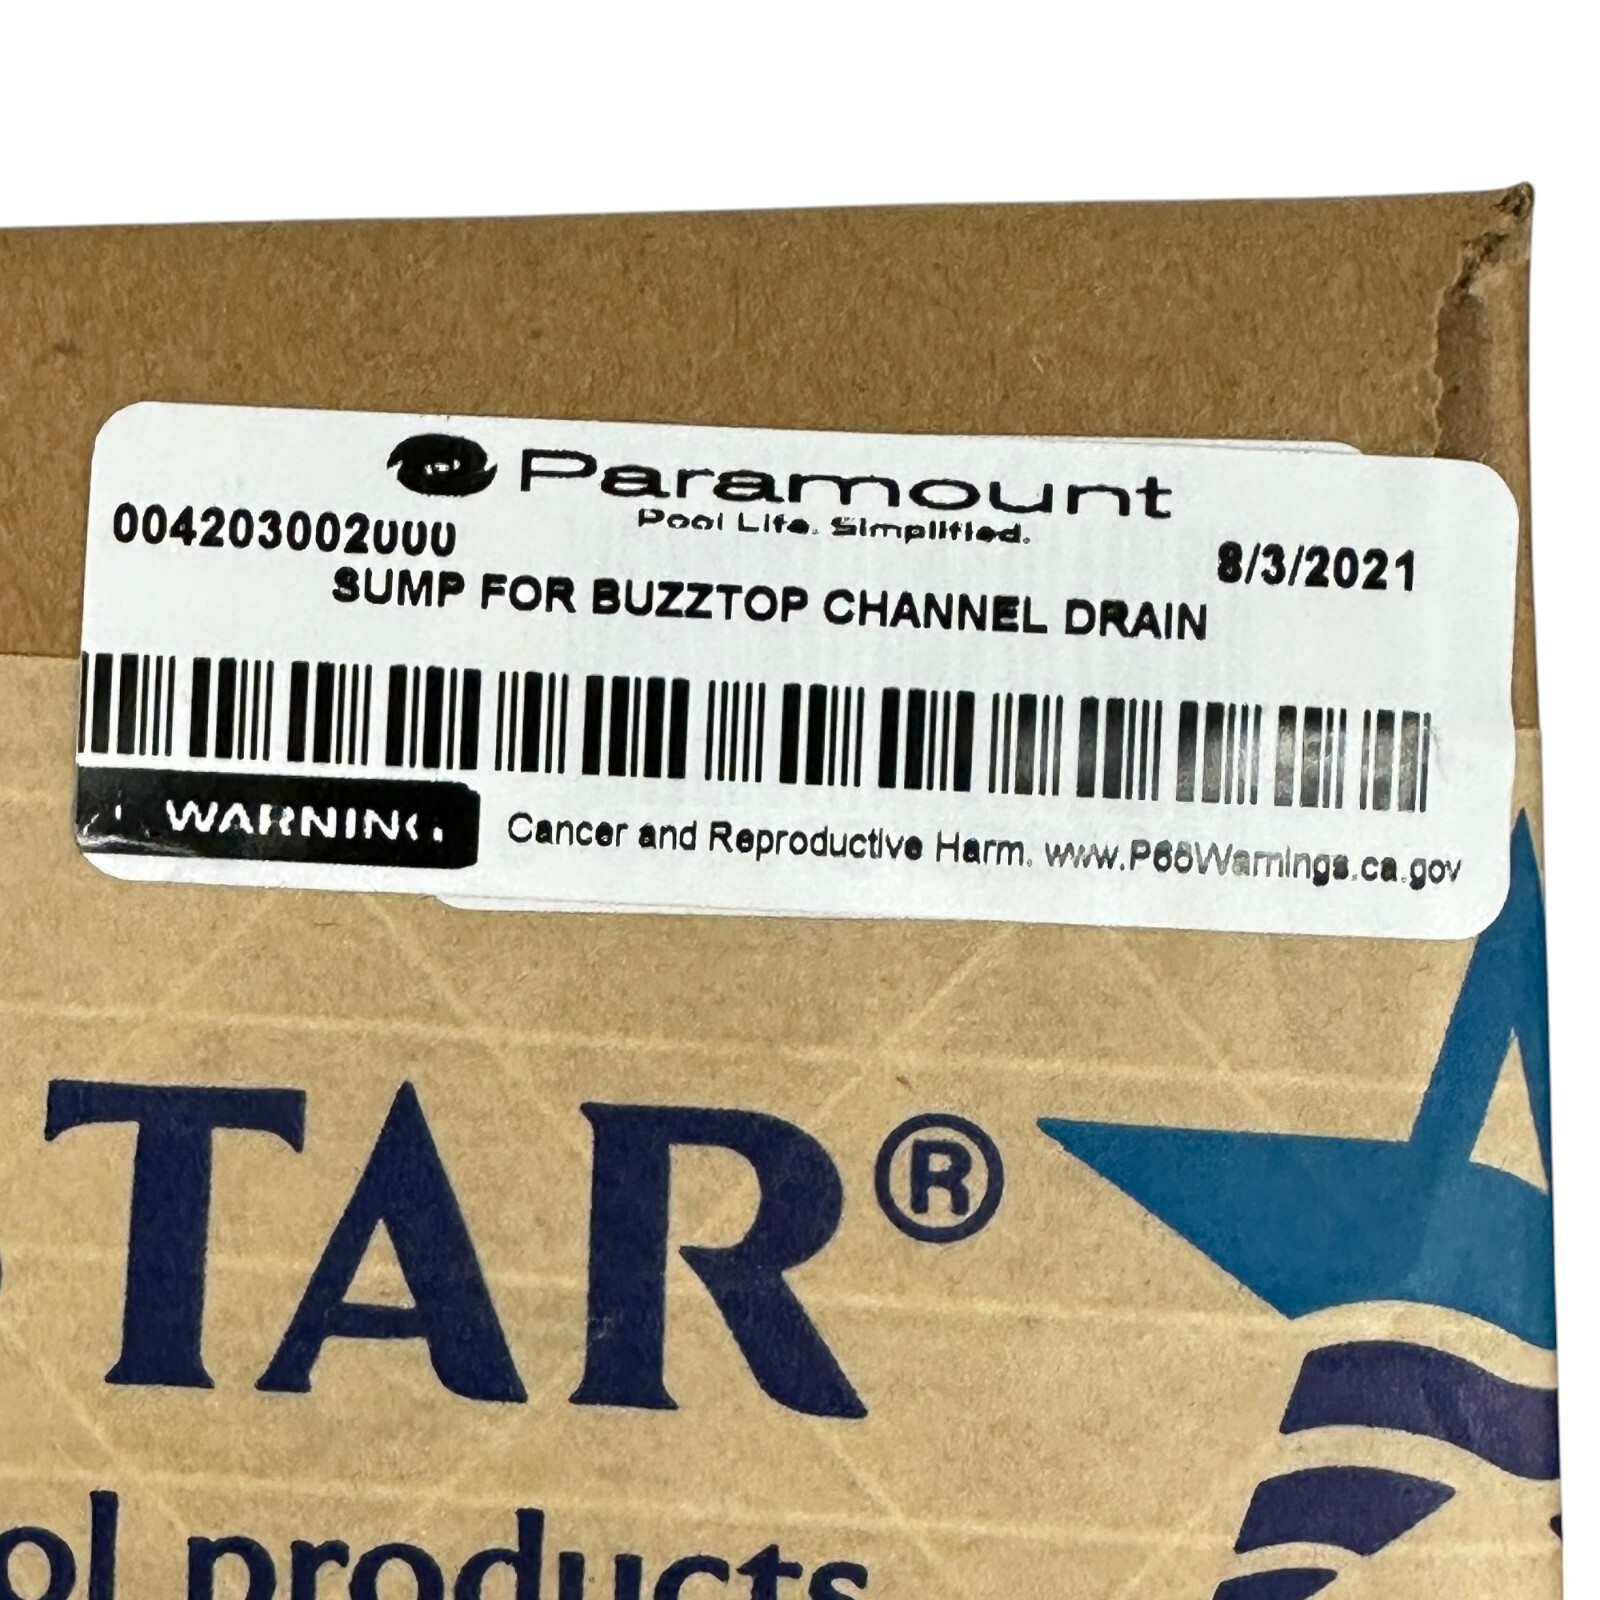 Paramount
Pool Life. Simplified.
004203002000
8/3/2021
SUMP FOR BUZZTOP CHANNEL DRAIN
WARNING
Cancer and Reproductive Harm. www.P65Warnings.ca.gov
STAR®
ol products